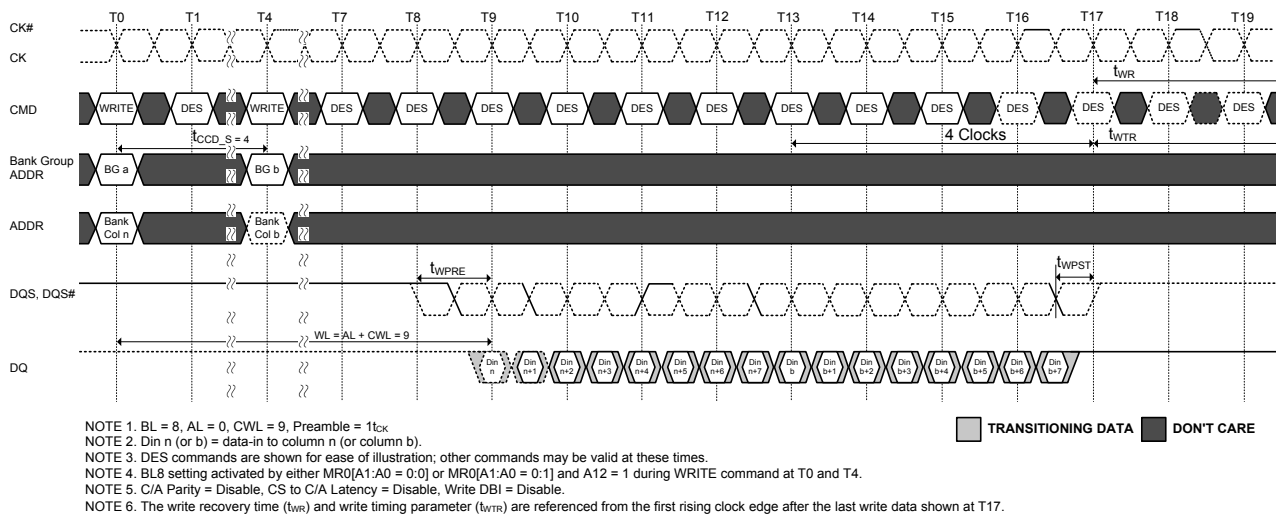 T0 T1 T4 T7 T8 T9 T10 T11 T12 T13 T14 T15 T16 T17 T18 T19
CK#
CK
tWR
CMD WRITE DES WRITE DES DES DES DES DES DES DES DES DES DES DES DES DES
tCCD_S = 4
4 Clocks
tWTR
Bank Group
ADDR
BG a BG b
ADDR
Bank
Col n
Bank
Col b
tWPRE
tWPST
DQS, DQS#
WL = AL + CWL = 9
DQ
Din
n
Din
n+1
Din
n+2
Din
n+3
Din
n+4
Din
n+5
Din
n+6
Din
n+7
Din
b
Din
b+1
Din
b+2
Din
b+3
Din
b+4
Din
b+5
Din
b+6
Din
b+7
NOTE 1. BL = 8, AL = 0, CWL = 9, Preamble = 1tCK
NOTE 2. Din n (or b) = data-in to column n (or column b).
NOTE 3. DES commands are shown for ease of illustration; other commands may be valid at these times.
NOTE 4. BL8 setting activated by either MR0[A1:A0 = 0:0] or MR0[A1:A0 = 0:1] and A12 = 1 during WRITE command at T0 and T4.
NOTE 5. C/A Parity = Disable, CS to C/A Latency = Disable, Write DBI = Disable.
NOTE 6. The write recovery time (tWR) and write timing parameter (tWTR) are referenced from the first rising clock edge after the last write data shown at T17.
TRANSITIONING DATA
DON'T CARE